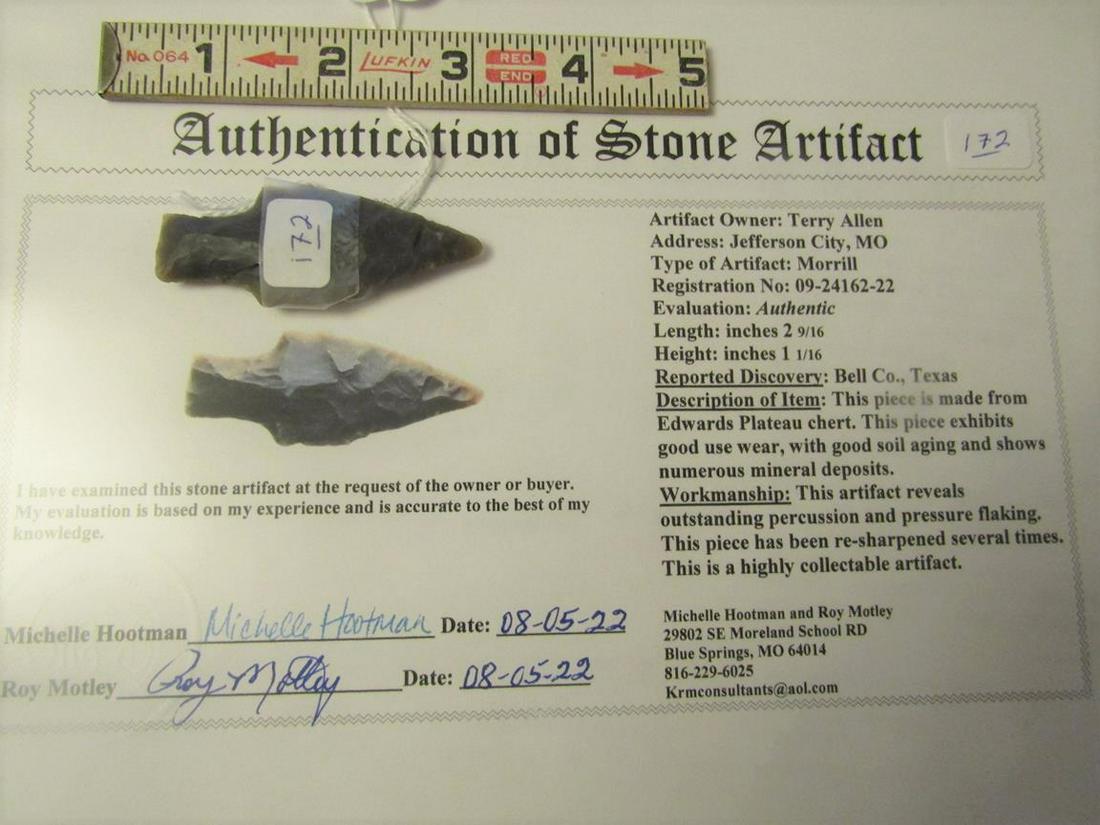 No. 064 1 2 LUFKIN 3 RED END 4 5
Authentication of Stone Artifact
172
172
Artifact Owner: Terry Allen
Address: Jefferson City, MO
Type of Artifact: Morrill
Registration No: 09-24162-22
Evaluation: Authentic
Length: inches 2 9/16
Height: inches 1 1/16
Reported Discovery: Bell Co., Texas
Description of Item: This piece is made from
Edwards Plateau chert. This piece exhibits
good use wear, with good soil aging and shows
numerous mineral deposits.
Workmanship: This artifact reveals
outstanding percussion and pressure flaking.
This piece has been re-sharpened several times.
This is a highly collectable artifact.
I have examined this stone artifact at the request of the owner or buyer.
My evaluation is based on my experience and is accurate to the best of my
knowledge.
Michelle Hootman Michelle Hootman Date: 08-05-22
Roy Motley Roy Motley Date: 08-05-22
Michelle Hootman and Roy Motley
29802 SE Moreland School RD
Blue Springs, MO 64014
816-229-6025
Krmconsultants@aol.com